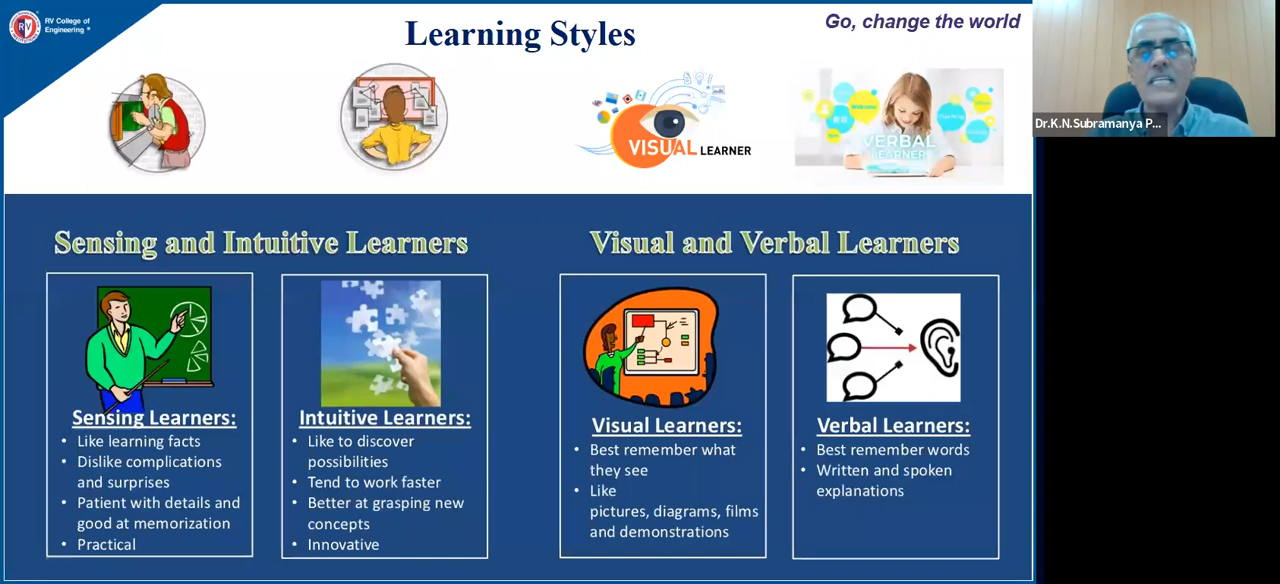 RV College of
Engineering
Learning Styles
Go, change the world
Dr.K.N.Subramanya P...
VISUAL LEARNER
Welcome
VERBAL
LEARNER
Sensing and Intuitive Learners
Visual and Verbal Learners
Sensing Learners:
• Like learning facts
• Dislike complications
and surprises
• Patient with details and
good at memorization
• Practical
Intuitive Learners:
• Like to discover
possibilities
• Tend to work faster
• Better at grasping new
concepts
• Innovative
Visual Learners:
• Best remember what
they see
• Like
pictures, diagrams, films
and demonstrations
Verbal Learners:
• Best remember words
• Written and spoken
explanations